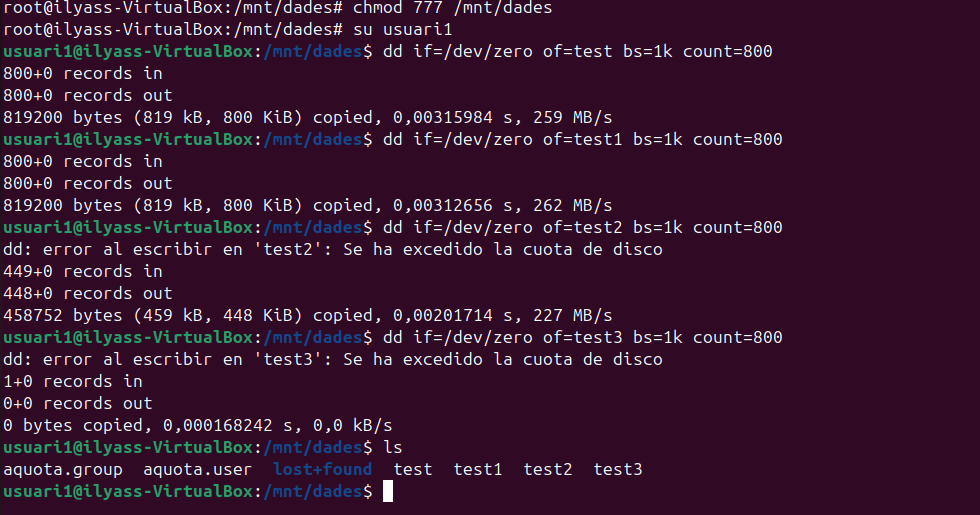 root@ilyass-VirtualBox:/mnt/dades# chmod 777 /mnt/dades
root@ilyass-VirtualBox:/mnt/dades# su usuari1
usuari1@ilyass-VirtualBox:/mnt/dades$ dd if=/dev/zero of=test bs=1k count=800
800+0 records in
800+0 records out
819200 bytes (819 kB, 800 KiB) copied, 0,00315984 s, 259 MB/s
usuari1@ilyass-VirtualBox:/mnt/dades$ dd if=/dev/zero of=test1 bs=1k count=800
800+0 records in
800+0 records out
819200 bytes (819 kB, 800 KiB) copied, 0,00312656 s, 262 MB/s
usuari1@ilyass-VirtualBox:/mnt/dades$ dd if=/dev/zero of=test2 bs=1k count=800
dd: error al escribir en 'test2': Se ha excedido la cuota de disco
449+0 records in
448+0 records out
458752 bytes (459 kB, 448 KiB) copied, 0,00201714 s, 227 MB/s
usuari1@ilyass-VirtualBox:/mnt/dades$ dd if=/dev/zero of=test3 bs=1k count=800
dd: error al escribir en 'test3': Se ha excedido la cuota de disco
1+0 records in
0+0 records out
0 bytes copied, 0,000168242 s, 0,0 kB/s
usuari1@ilyass-VirtualBox:/mnt/dades$ ls
aquota.group  aquota.user  lost+found  test  test1  test2  test3
usuari1@ilyass-VirtualBox:/mnt/dades$